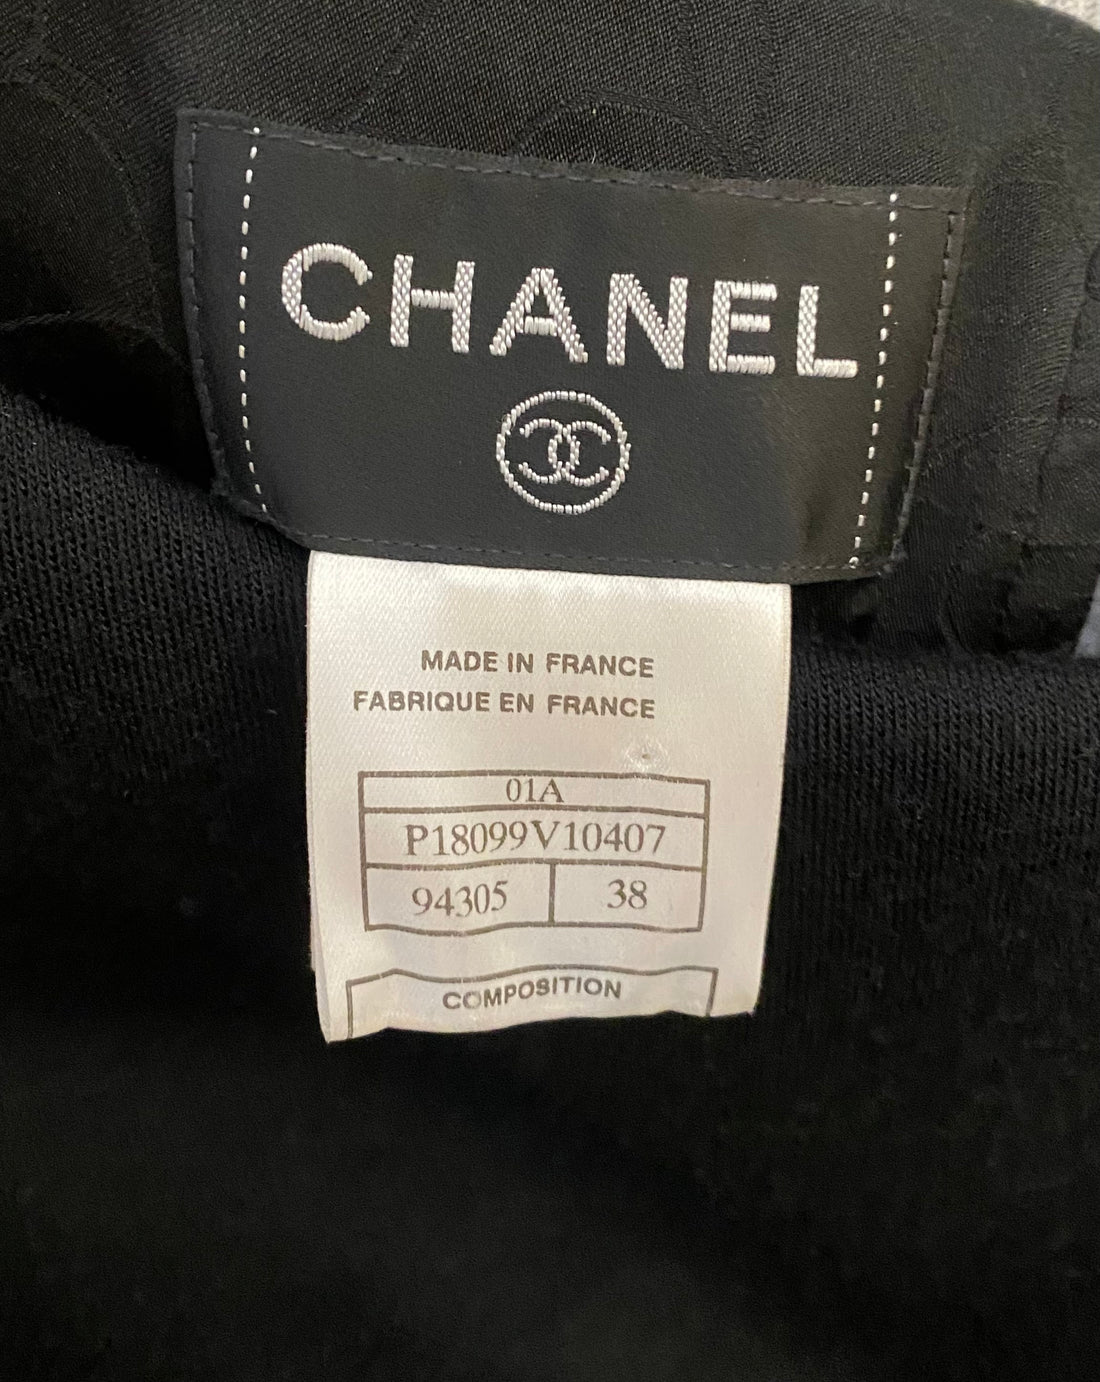 CHANEL
MADE IN FRANCE
FABRIQUE EN FRANCE
01A
P18099V10407
94305 38
COMPOSITION